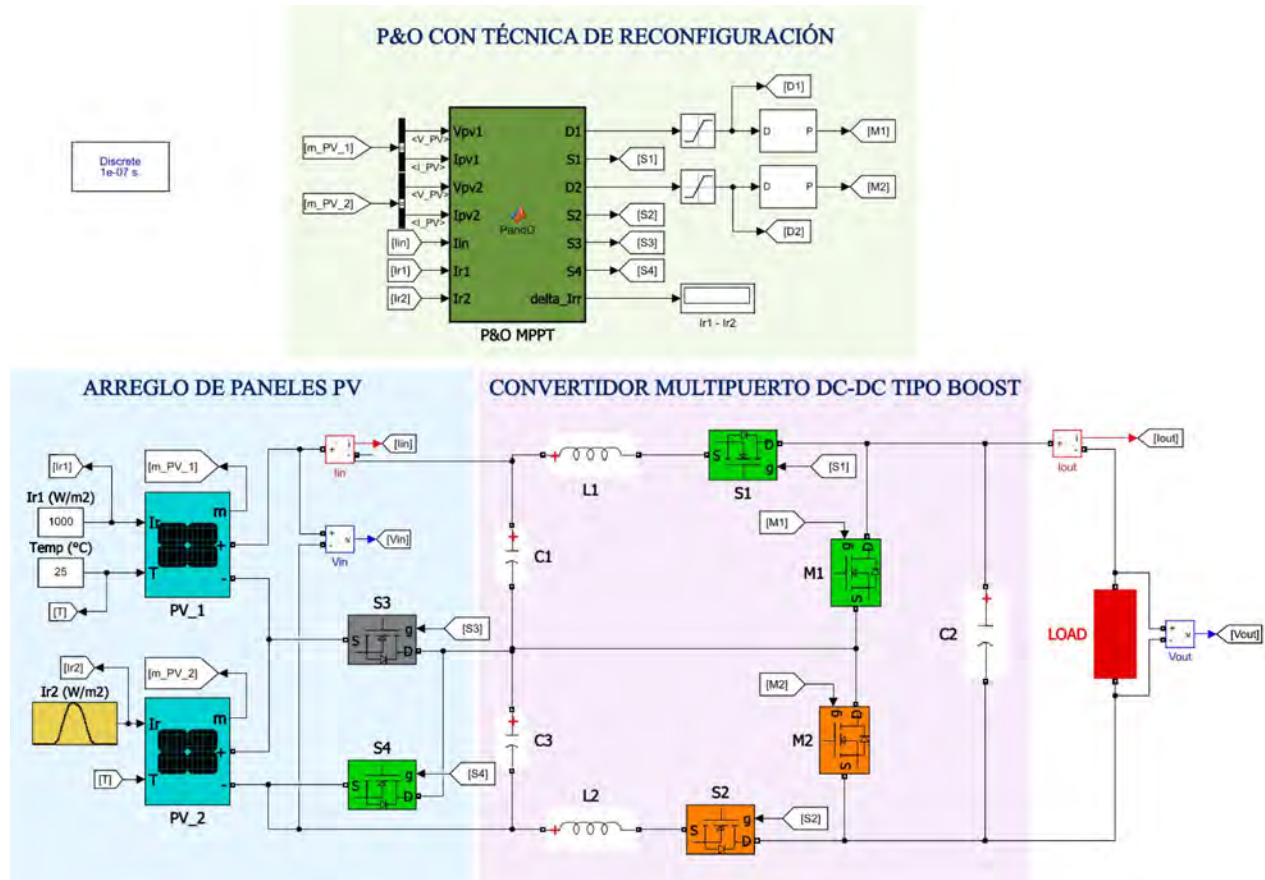 P&O CON TÉCNICA DE RECONFIGURACIÓN
Discrete
1e-07 s.
[m_PV_1]
[m_PV_2]
[Iin]
[Ir1]
[Ir2]
<V_PV>
<I_PV>
<V_PV>
<I_PV>
Vpv1
Ipv1
Vpv2
Ipv2
Iin
Ir1
Ir2
PandO
D1
S1
D2
S2
S3
S4
delta_Irr
P&O MPPT
[D1]
D P
[M1]
[S1]
D P
[M2]
[D2]
[S2]
[S3]
[S4]
Ir1 - Ir2
ARREGLO DE PANELES PV
[Ir1]
[m_PV_1]
Ir1 (W/m2)
1000
Temp (°C)
25
[T]
Ir
T
m
+
-
PV_1
[Ir2]
[m_PV_2]
Ir2 (W/m2)
[T]
Ir
T
m
+
-
PV_2
Iin
[Iin]
Vin
[Vin]
S3
S
g
D
[S3]
S4
S
g
D
[S4]
CONVERTIDOR MULTIPUERTO DC-DC TIPO BOOST
L1
S
D
g
S1
[S1]
C1
[M1]
g
D
S
M1
C3
[M2]
g
D
S
M2
L2
S2
S
g
D
[S2]
C2
Iout
[Iout]
LOAD
Vout
[Vout]